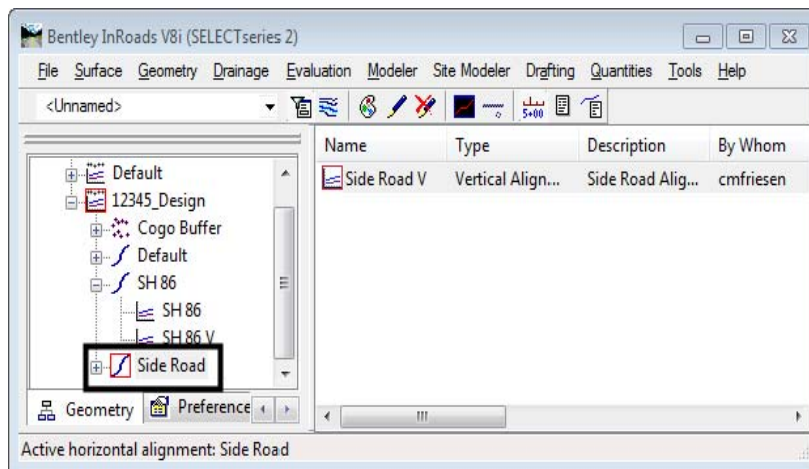 Bentley InRoads V8i (SELECTseries 2)
File Surface Geometry Drainage Evaluation Modeler Site Modeler Drafting Quantities Tools Help
<Unnamed>
5+00
Name Type Description By Whom
Side Road V Vertical Align... Side Road Alig... cmfriesen
Default
12345_Design
Cogo Buffer
Default
SH 86
SH 86
SH 86 V
Side Road
Geometry Preference
Active horizontal alignment: Side Road